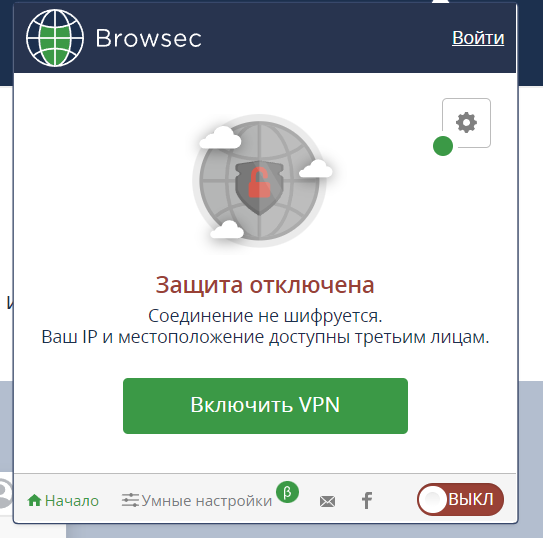 Browsec
Войти
Защита отключена
Соединение не шифруется.
Ваш IP и местоположение доступны третьим лицам.
Включить VPN
Начало
Умные настройки
β
ВЫКЛ